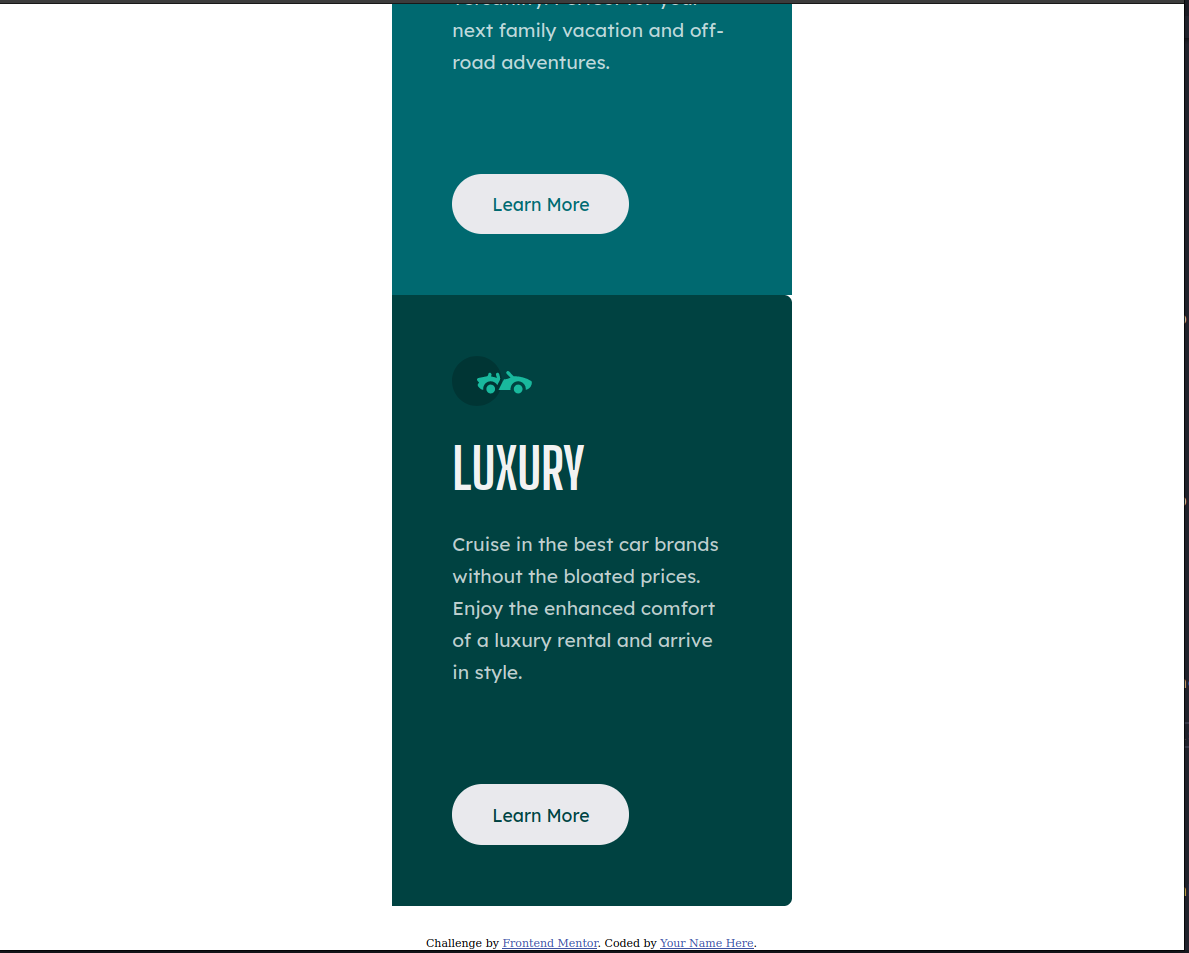 next family vacation and off-
road adventures.
Learn More
LUXURY
Cruise in the best car brands
without the bloated prices.
Enjoy the enhanced comfort
of a luxury rental and arrive
in style.
Learn More
Challenge by Frontend Mentor. Coded by Your Name Here.